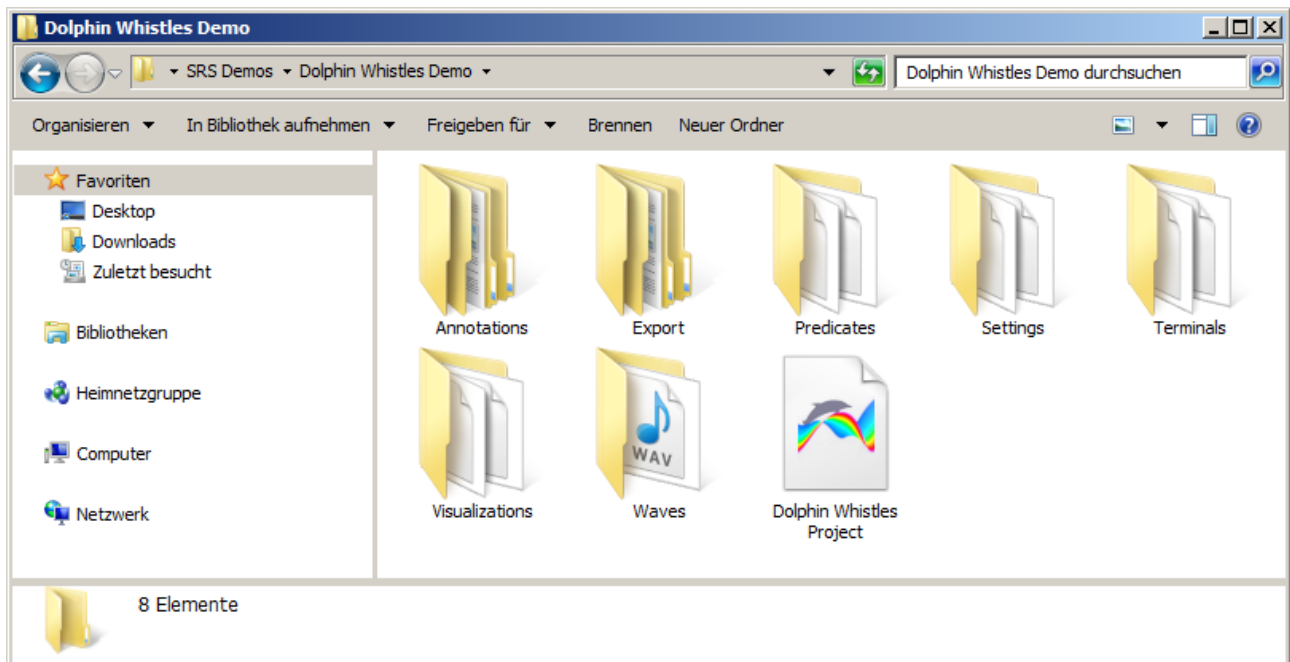 Dolphin Whistles Demo
SRS Demos Dolphin Whistles Demo
Dolphin Whistles Demo durchsuchen
Organisieren In Bibliothek aufnehmen Freigeben für Brennen Neuer Ordner
Favoriten
Desktop
Downloads
Zuletzt besucht
Bibliotheken
Heimnetzgruppe
Computer
Netzwerk
Annotations Export Predicates Settings Terminals
WAV
Visualizations Waves Dolphin Whistles
Project
8 Elemente